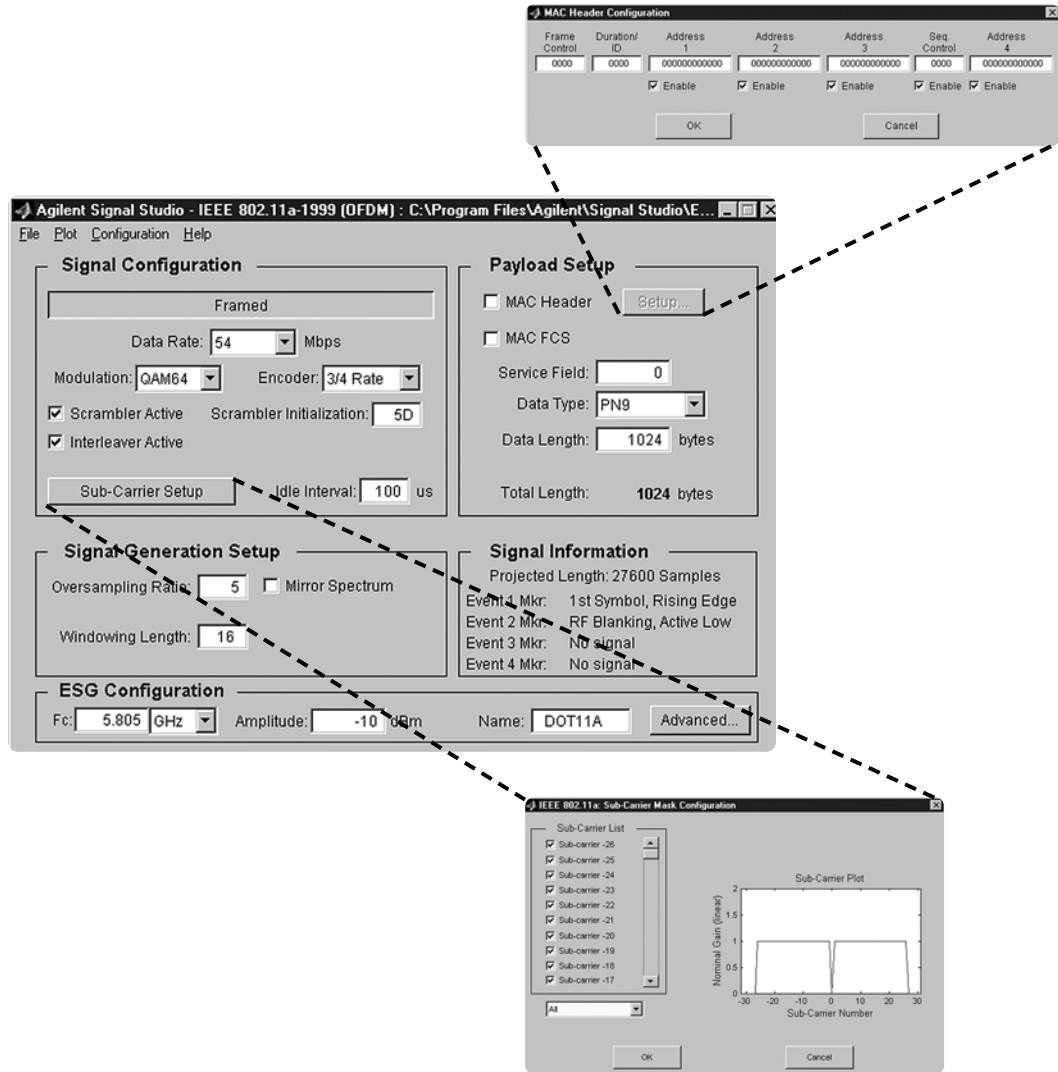 MAC Header Configuration
Frame Control
Duration/ ID
Address 1
Address 2
Address 3
Seq. Control
Address 4
0000 0000 000000000000 000000000000 000000000000 0000 000000000000
Enable Enable Enable Enable Enable
OK Cancel
Agilent Signal Studio - IEEE 802.11a-1999 (OFDM) : C:\Program Files\Agilent\Signal Studio\E...
File Plot Configuration Help
Signal Configuration
Framed
Data Rate: 54 Mbps
Modulation: QAM64 Encoder: 3/4 Rate
Scrambler Active Scrambler Initialization: 5D
Interleaver Active
Sub-Carrier Setup Idle Interval: 100 us
Payload Setup
MAC Header Setup...
MAC FCS
Service Field: 0
Data Type: PN9
Data Length: 1024 bytes
Total Length: 1024 bytes
Signal Generation Setup
Oversampling Ratio: 5 Mirror Spectrum
Windowing Length: 16
Signal Information
Projected Length: 27600 Samples
Event 1 Mkr: 1st Symbol, Rising Edge
Event 2 Mkr: RF Blanking, Active Low
Event 3 Mkr: No signal
Event 4 Mkr: No signal
ESG Configuration
Fc: 5.805 GHz Amplitude: -10 dBm Name: DOT11A Advanced...
IEEE 802.11a: Sub-Carrier Mask Configuration
Sub-Carrier List
Sub-carrier -26
Sub-carrier -25
Sub-carrier -24
Sub-carrier -23
Sub-carrier -22
Sub-carrier -21
Sub-carrier -20
Sub-carrier -19
Sub-carrier -18
Sub-carrier -17
All
Sub-Carrier Plot
Nominal Gain (linear)
2
1.5
1
0.5
0
-30 -20 -10 0 10 20 30
Sub-Carrier Number
OK Cancel